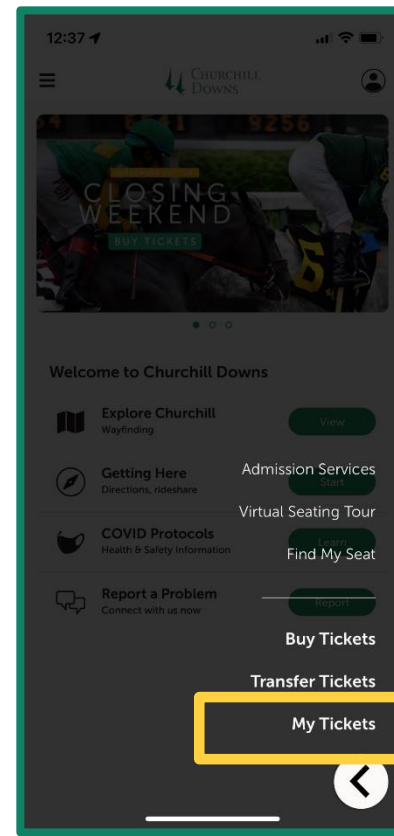 12:37
CHURCHILL
DOWNS
CLOSING
WEEKEND
BUY TICKETS
Welcome to Churchill Downs
Explore Churchill
Wayfinding
View
Getting Here
Directions, rideshare
Start
Admission Services
Virtual Seating Tour
COVID Protocols
Health & Safety Information
Learn
Find My Seat
Report a Problem
Connect with us now
Report
Buy Tickets
Transfer Tickets
My Tickets